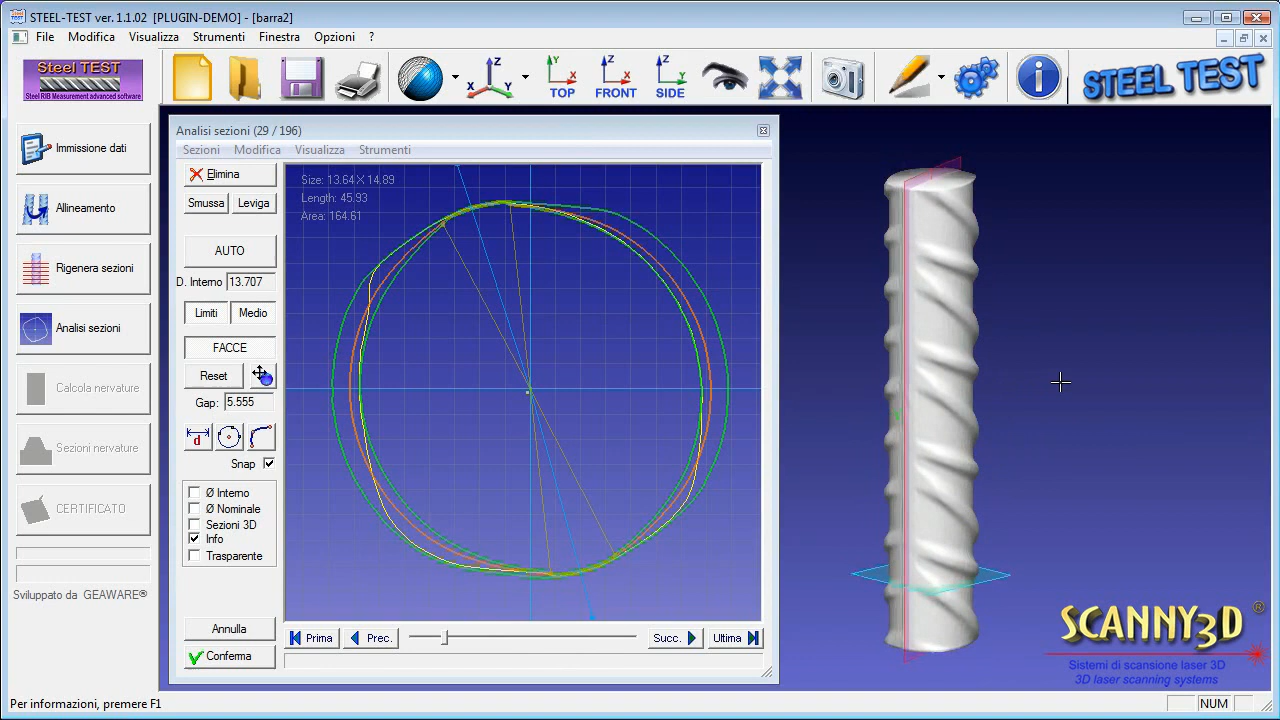 STEEL-TEST ver. 1.1.02 [PLUGIN-DEMO] - [barra2]
File Modifica Visualizza Strumenti Finestra Opzioni ?
Steel TEST
Steel RIB Measurement advanced software
X Y Z
Y X TOP
Z X FRONT
Z Y SIDE
STEEL TEST
Immissione dati
Allineamento
Rigenera sezioni
Analisi sezioni
Calcola nervature
Sezioni nervature
CERTIFICATO
Sviluppato da GEAWARE®
Analisi sezioni (29 / 196)
Sezioni Modifica Visualizza Strumenti
Elimina
Smussa Leviga
AUTO
D. Interno 13.707
Limiti Medio
FACCE
Reset
Gap: 5.555
d
Snap
Ø Interno
Ø Nominale
Sezioni 3D
Info
Trasparente
Annulla
Conferma
Size: 13.64×14.89
Length: 45.93
Area: 164.61
Prima Prec. Succ. Ultima
SCANNY3D ®
Sistemi di scansione laser 3D
3D laser scanning systems
Per informazioni, premere F1 NUM